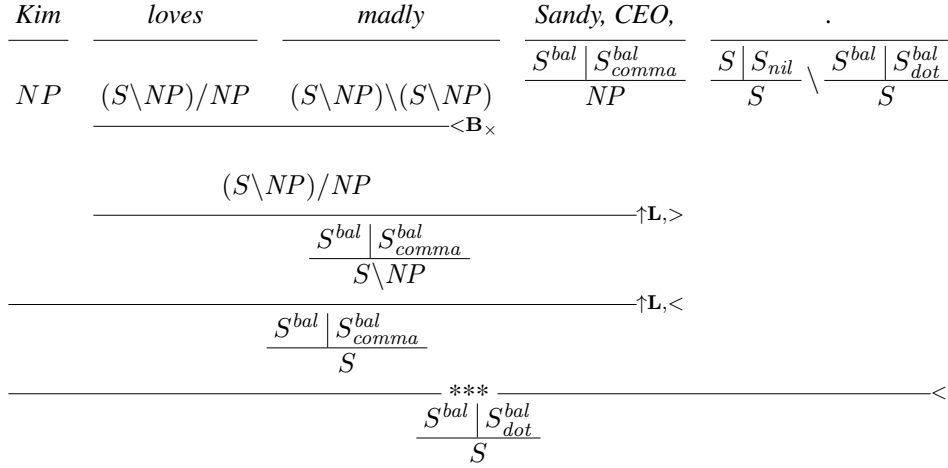 Kim loves madly Sandy, CEO, .
NP (S\NP)/NP (S\NP)\(S\NP) S^bal | S^bal_comma / NP S | S_nil / S \ S^bal | S^bal_dot / S
<B×
(S\NP)/NP
↑L,>
S^bal | S^bal_comma
S\NP
↑L,<
S^bal | S^bal_comma
S
*** <
S^bal | S^bal_dot
S